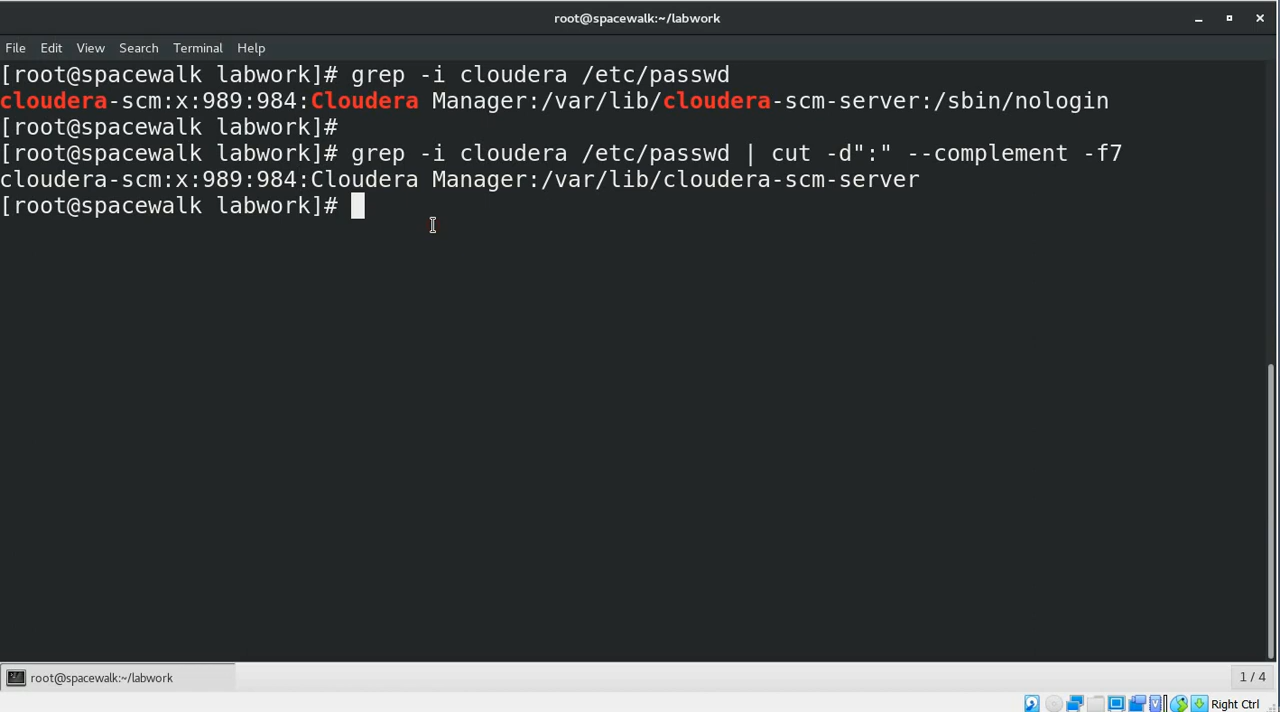 root@spacewalk:~/labwork
File Edit View Search Terminal Help
[root@spacewalk labwork]# grep -i cloudera /etc/passwd
cloudera-scm:x:989:984:Cloudera Manager:/var/lib/cloudera-scm-server:/sbin/nologin
[root@spacewalk labwork]#
[root@spacewalk labwork]# grep -i cloudera /etc/passwd | cut -d":" --complement -f7
cloudera-scm:x:989:984:Cloudera Manager:/var/lib/cloudera-scm-server
[root@spacewalk labwork]#
root@spacewalk:~/labwork
1 / 4
Right Ctrl